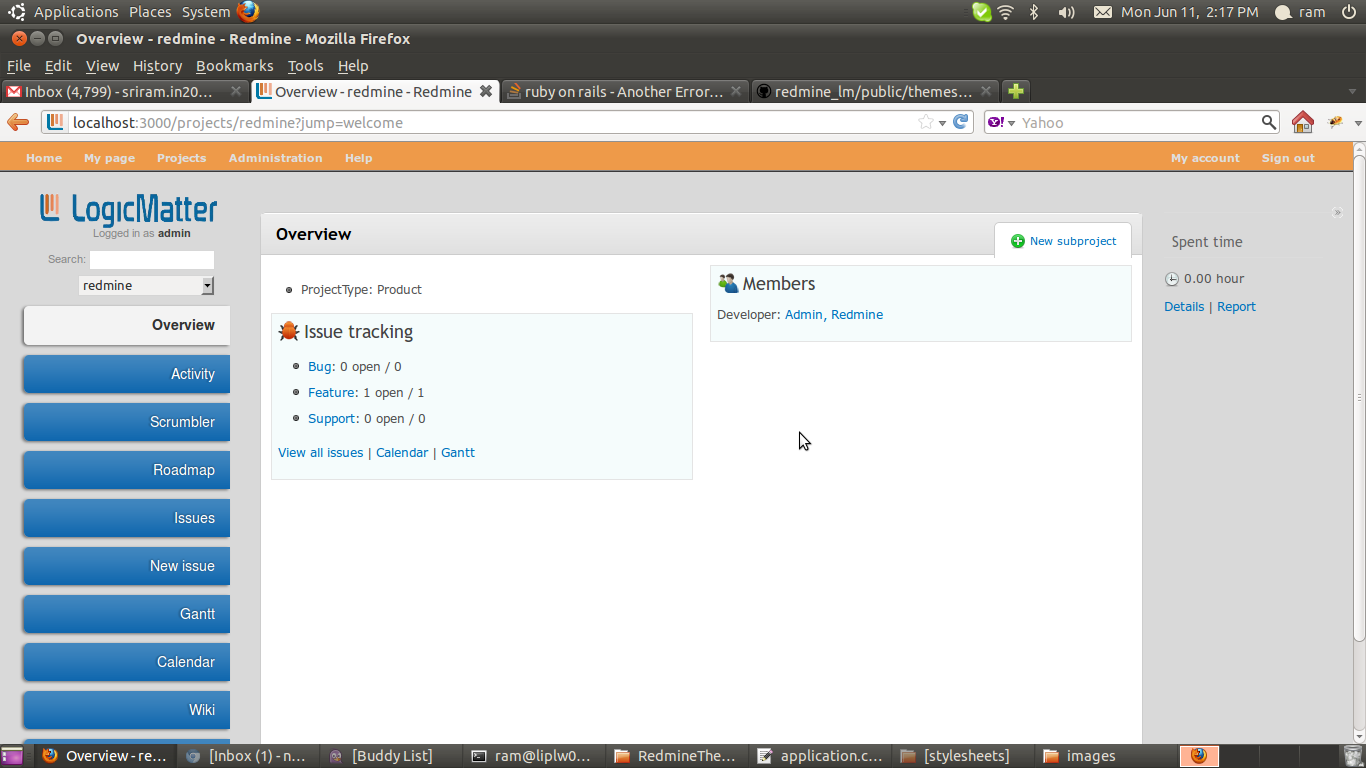 Applications Places System Mon Jun 11, 2:17 PM ram
Overview - redmine - Redmine - Mozilla Firefox
File Edit View History Bookmarks Tools Help
Inbox (4,799) - sriram.in20... Overview - redmine - Redmine ruby on rails - Another Error... redmine_lm/public/themes...
localhost:3000/projects/redmine?jump=welcome Yahoo
Home My page Projects Administration Help My account Sign out
LogicMatter
Logged in as admin
Search:
redmine
Overview
Activity
Scrumbler
Roadmap
Issues
New issue
Gantt
Calendar
Wiki
Overview
New subproject
ProjectType: Product
Issue tracking
Bug: 0 open / 0
Feature: 1 open / 1
Support: 0 open / 0
View all issues | Calendar | Gantt
Members
Developer: Admin, Redmine
»
Spent time
0.00 hour
Details | Report
Overview - re... [Inbox (1) - n... [Buddy List] ram@liplw0... RedmineThe... application.c... [stylesheets] images